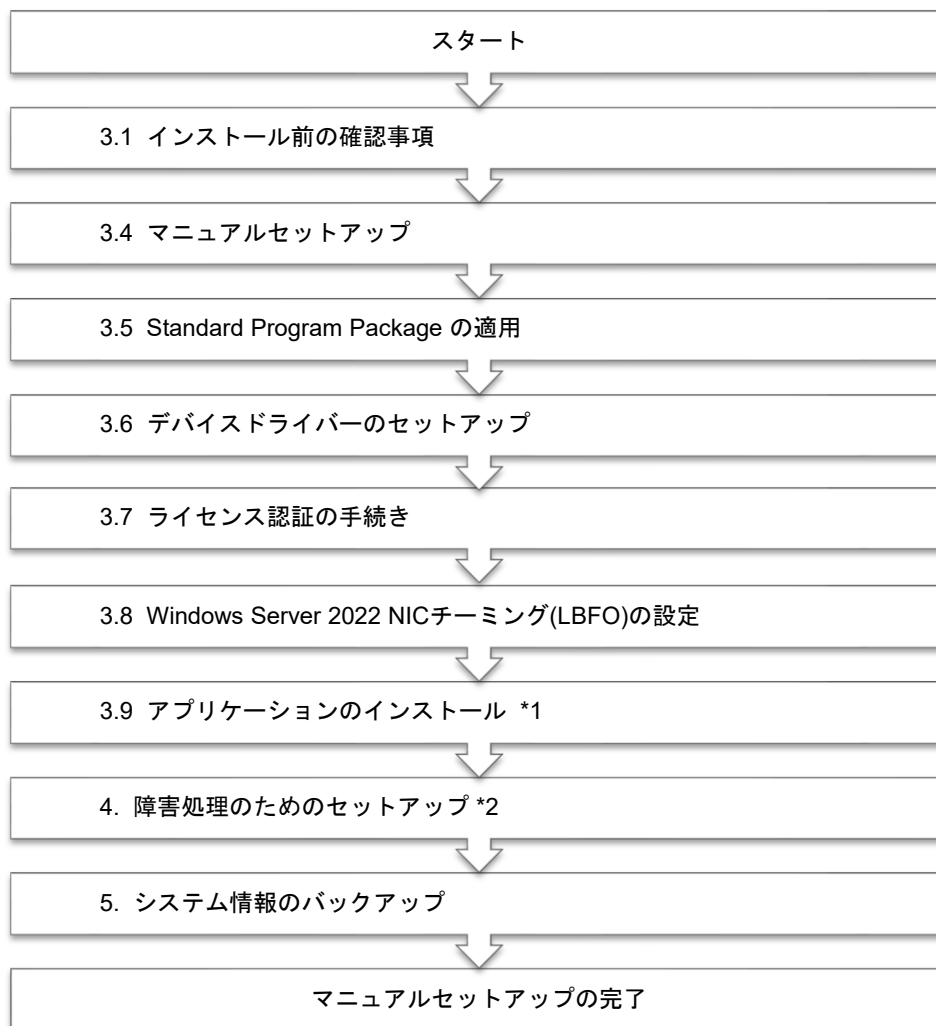 スタート
3.1 インストール前の確認事項
3.4 マニュアルセットアップ
3.5 Standard Program Package の適用
3.6 デバイスドライバーのセットアップ
3.7 ライセンス認証の手続き
3.8 Windows Server 2022 NICチーミング(LBFO)の設定
3.9 アプリケーションのインストール *1
4. 障害処理のためのセットアップ *2
5. システム情報のバックアップ
マニュアルセットアップの完了